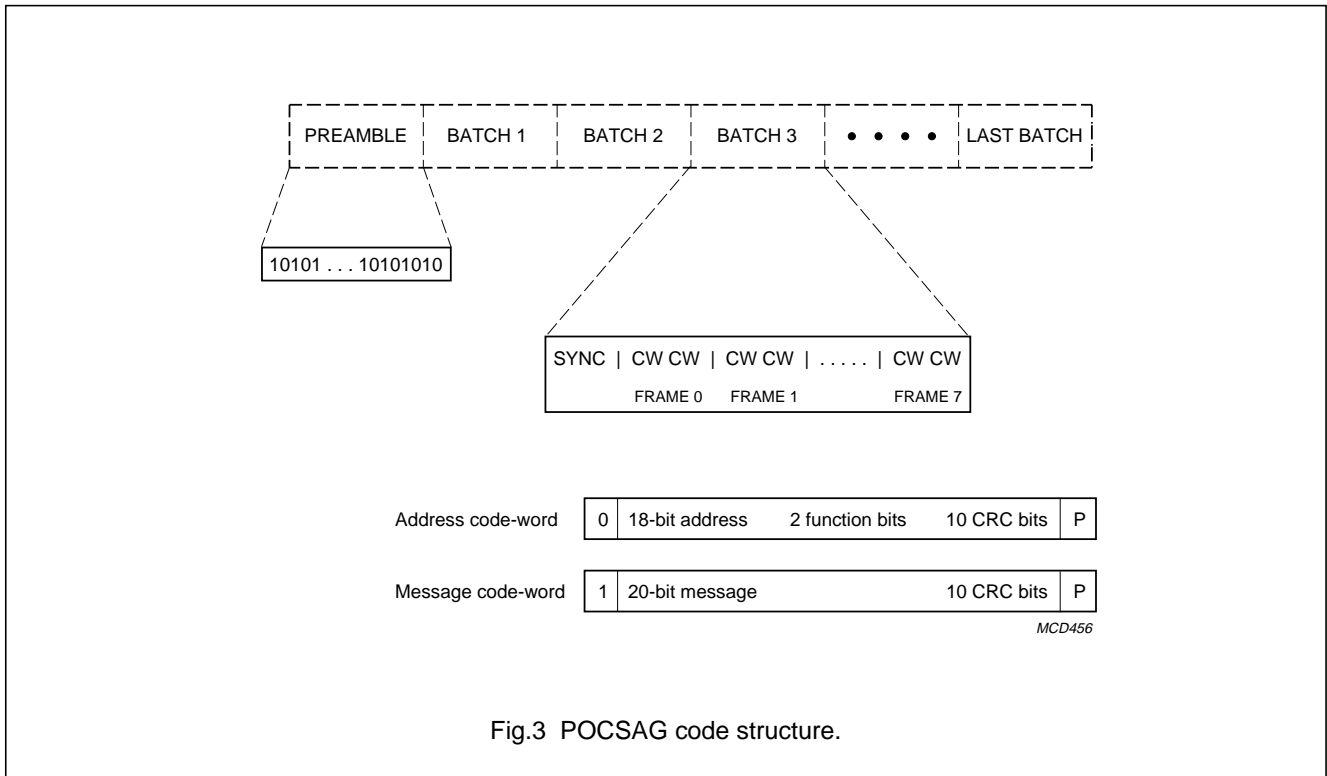 PREAMBLE BATCH 1 BATCH 2 BATCH 3 • • • • LAST BATCH
10101 . . . 10101010
SYNC | CW CW | CW CW | . . . . . | CW CW
FRAME 0 FRAME 1 FRAME 7
Address code-word 0 18-bit address 2 function bits 10 CRC bits P
Message code-word 1 20-bit message 10 CRC bits P
MCD456
Fig.3 POCSAG code structure.